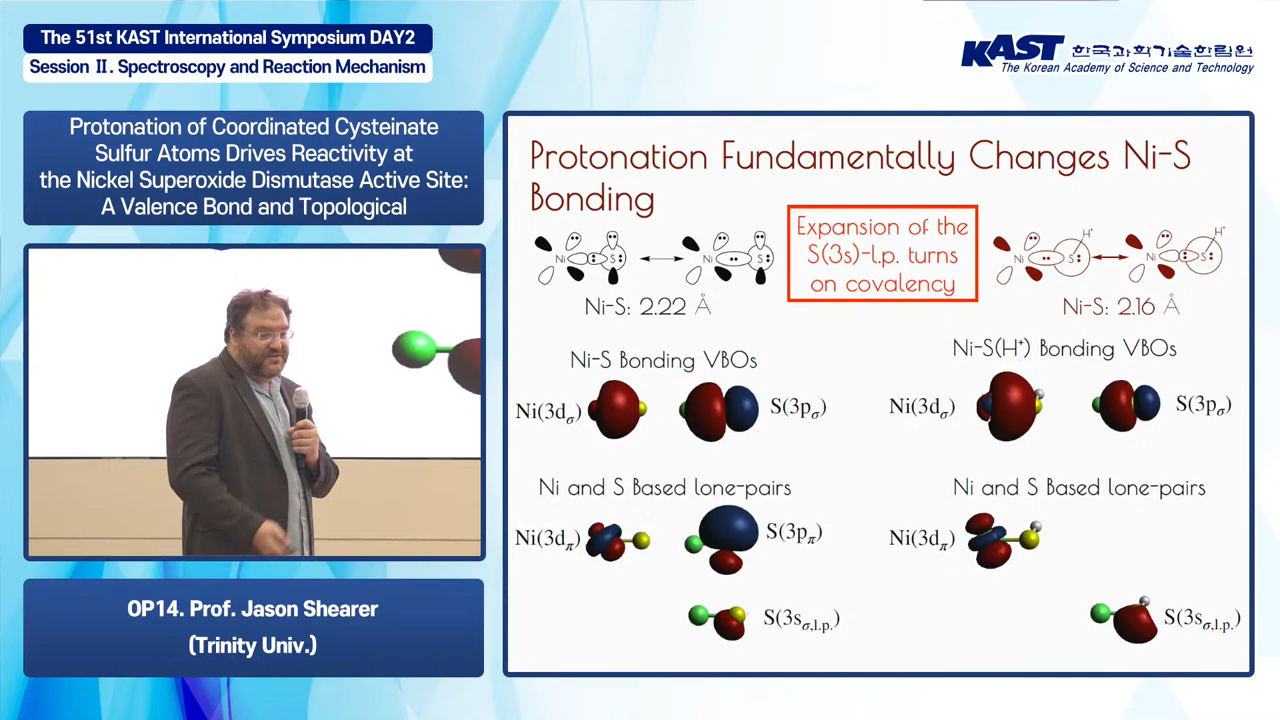 The 51st KAST International Symposium DAY2
Session Ⅱ. Spectroscopy and Reaction Mechanism
KAST 한국과학기술한림원
The Korean Academy of Science and Technology
Protonation of Coordinated Cysteinate
Sulfur Atoms Drives Reactivity at
the Nickel Superoxide Dismutase Active Site:
A Valence Bond and Topological
OP14. Prof. Jason Shearer
(Trinity Univ.)
Protonation Fundamentally Changes Ni-S
Bonding
Ni S Ni S
Expansion of the
S(3s)-l.p. turns
on covalency
Ni S H⁺ Ni S H⁺
Ni-S: 2.22 Å
Ni-S: 2.16 Å
Ni-S Bonding VBOs
Ni-S(H⁺) Bonding VBOs
Ni(3dσ) S(3pσ)
Ni(3dσ) S(3pσ)
Ni and S Based lone-pairs
Ni and S Based lone-pairs
Ni(3dπ) S(3pπ)
Ni(3dπ)
S(3sσ,l.p.)
S(3sσ,l.p.)